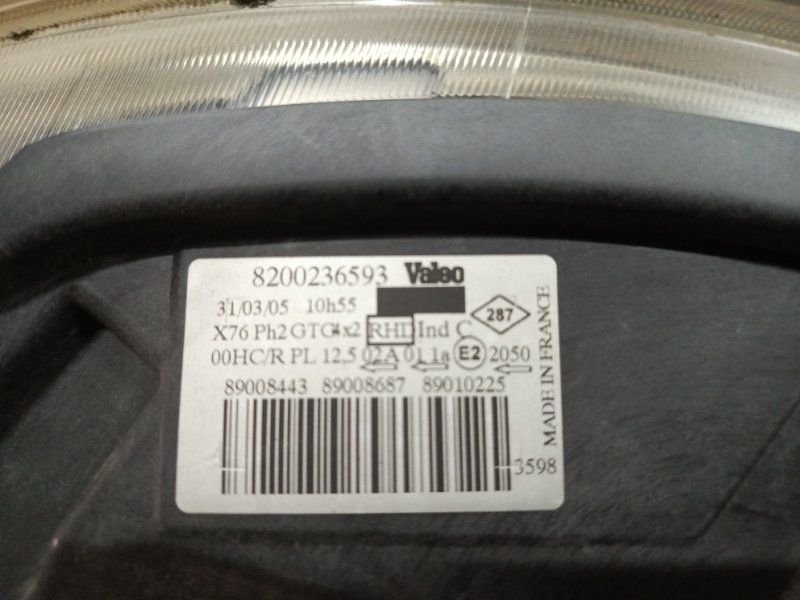 8200236593 Valeo
31/03/05 10h55
287
X76 Ph2 GTC4x2 RHD Ind C
00HC/R PL 12.5 02A 01 1a E2 2050
89008443 89008687 89010225
3598
MADE IN FRANCE